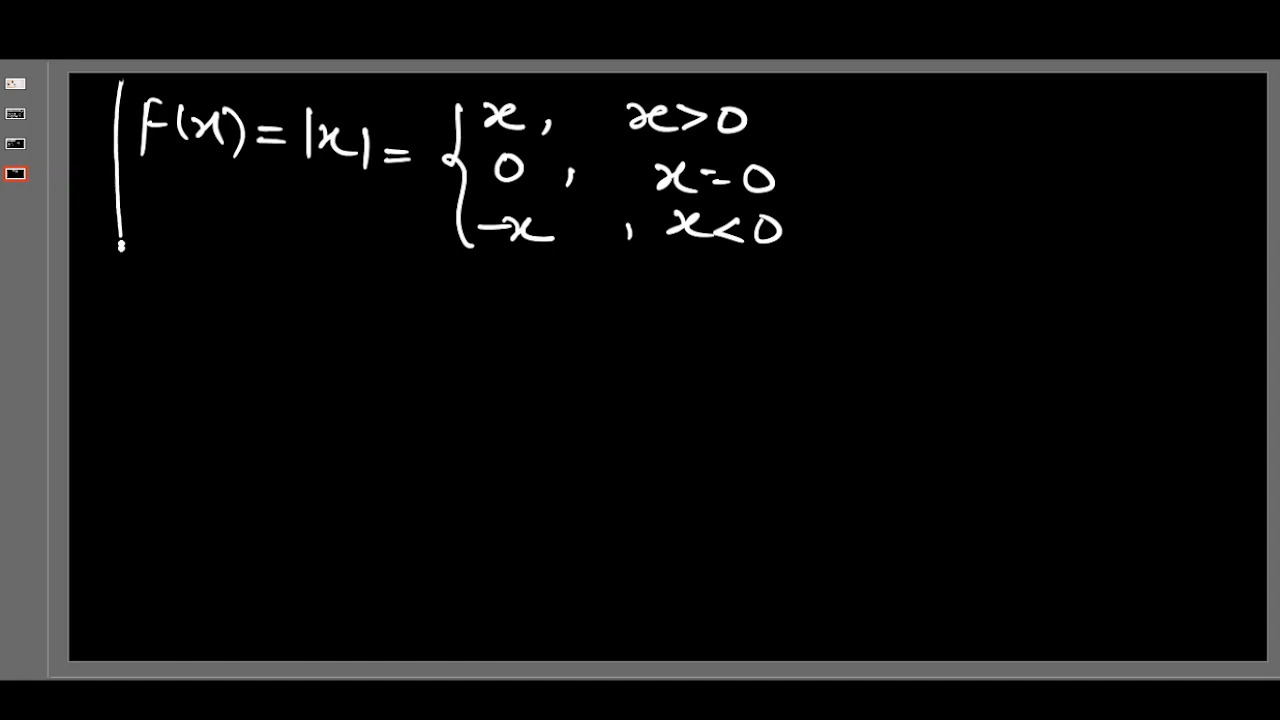 F(x) = |x| = { x, x>0
0, x=0
-x, x<0